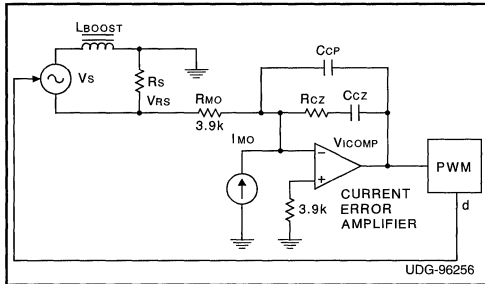 LBOOST
VS
RS
VRS
RMO
3.9k
CCP
RCZ
CCZ
IMO
VICOMP
−
+
3.9k
CURRENT
ERROR
AMPLIFIER
PWM
d
UDG-96256